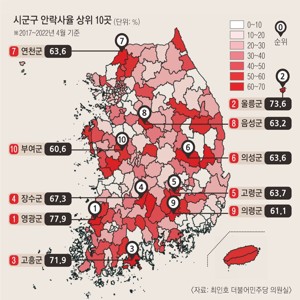 시군구 안락사율 상위 10곳 (단위: %)
※2017~2022년 4월 기준
0~10
10~20
20~30
30~40
40~50
50~60
60~70
0
순위
7 연천군 63,6
7
2
2 울릉군 73,6
8 음성군 63,2
8
10
6
10 부여군 60,6
6 의성군 63,6
4
5
5 고령군 63,7
4 장수군 67,3
9
9 의령군 61,1
1
1 영광군 77,9
3
3 고흥군 71,9
(자료: 최인호 더불어민주당 의원실)